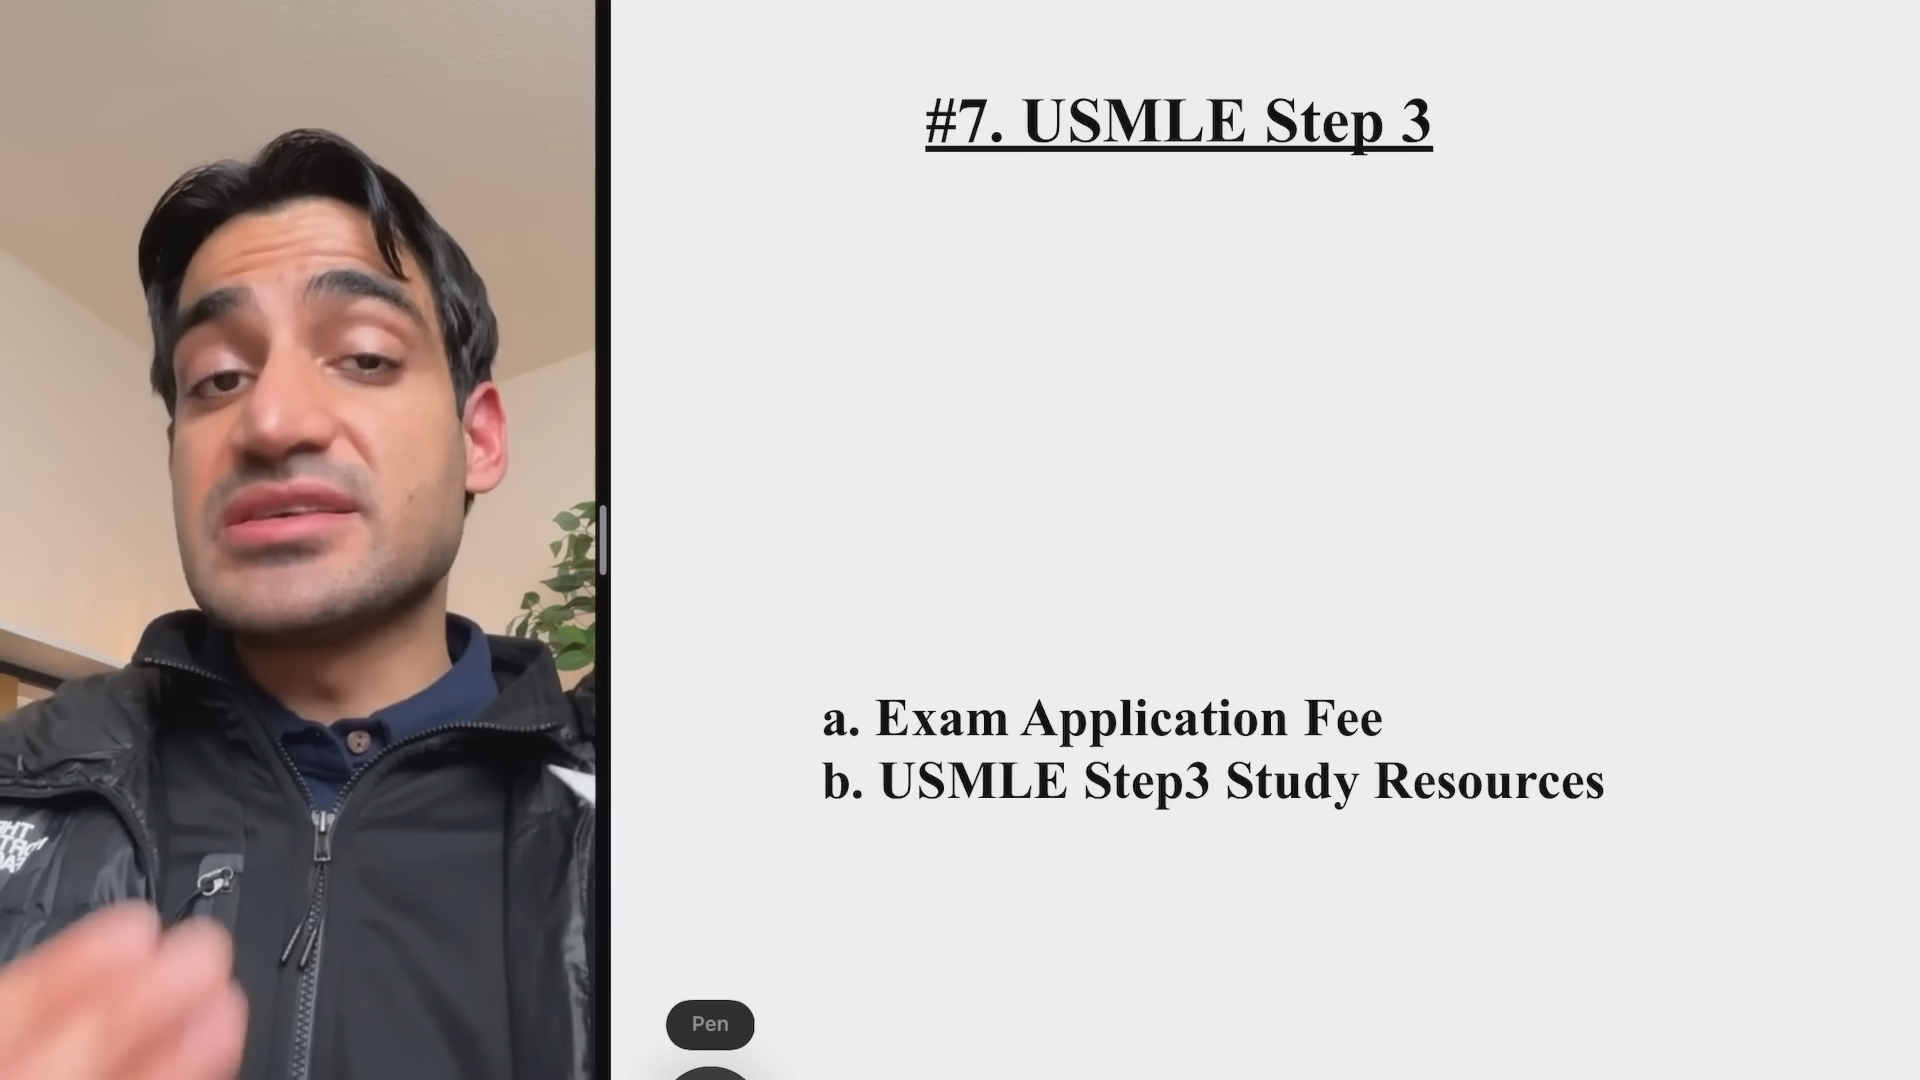 #7. USMLE Step 3
a. Exam Application Fee
b. USMLE Step3 Study Resources
Pen